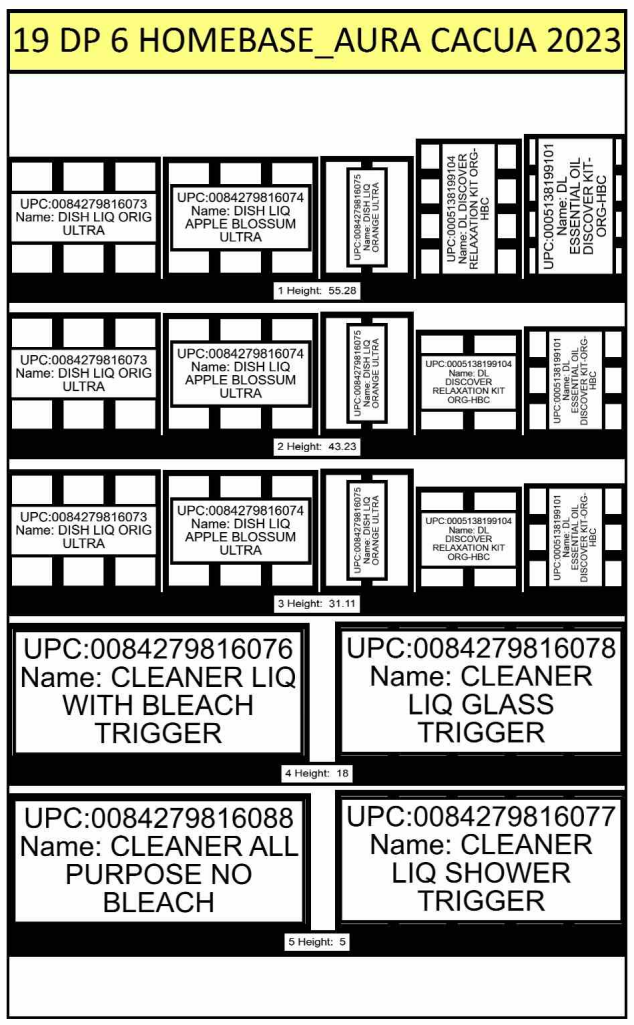 19 DP 6 HOMEBASE_AURA CACUA 2023
UPC:0084279816073
Name: DISH LIQ ORIG
ULTRA
UPC:0084279816074
Name: DISH LIQ
APPLE BLOSSUM
ULTRA
UPC:0084279816075
Name: DISH LIQ
ORANGE ULTRA
UPC:0005138199104
Name: DL DISCOVER
RELAXATION KIT ORG-
HBC
UPC:0005138199101
Name: DL
ESSENTIAL OIL
DISCOVER KIT-
ORG-HBC
1 Height: 55.28
UPC:0084279816073
Name: DISH LIQ ORIG
ULTRA
UPC:0084279816074
Name: DISH LIQ
APPLE BLOSSUM
ULTRA
UPC:0084279816075
Name: DISH LIQ
ORANGE ULTRA
UPC:0005138199104
Name: DL
DISCOVER
RELAXATION KIT
ORG-HBC
UPC:0005138199101
Name: DL
ESSENTIAL OIL
DISCOVER KIT-ORG-
HBC
2 Height: 43.23
UPC:0084279816073
Name: DISH LIQ ORIG
ULTRA
UPC:0084279816074
Name: DISH LIQ
APPLE BLOSSUM
ULTRA
UPC:0084279816075
Name: DISH LIQ
ORANGE ULTRA
UPC:0005138199104
Name: DL
DISCOVER
RELAXATION KIT
ORG-HBC
UPC:0005138199101
Name: DL
ESSENTIAL OIL
DISCOVER KIT-ORG-
HBC
3 Height: 31.11
UPC:0084279816076
Name: CLEANER LIQ
WITH BLEACH
TRIGGER
UPC:0084279816078
Name: CLEANER
LIQ GLASS
TRIGGER
4 Height: 18
UPC:0084279816088
Name: CLEANER ALL
PURPOSE NO
BLEACH
UPC:0084279816077
Name: CLEANER
LIQ SHOWER
TRIGGER
5 Height: 5